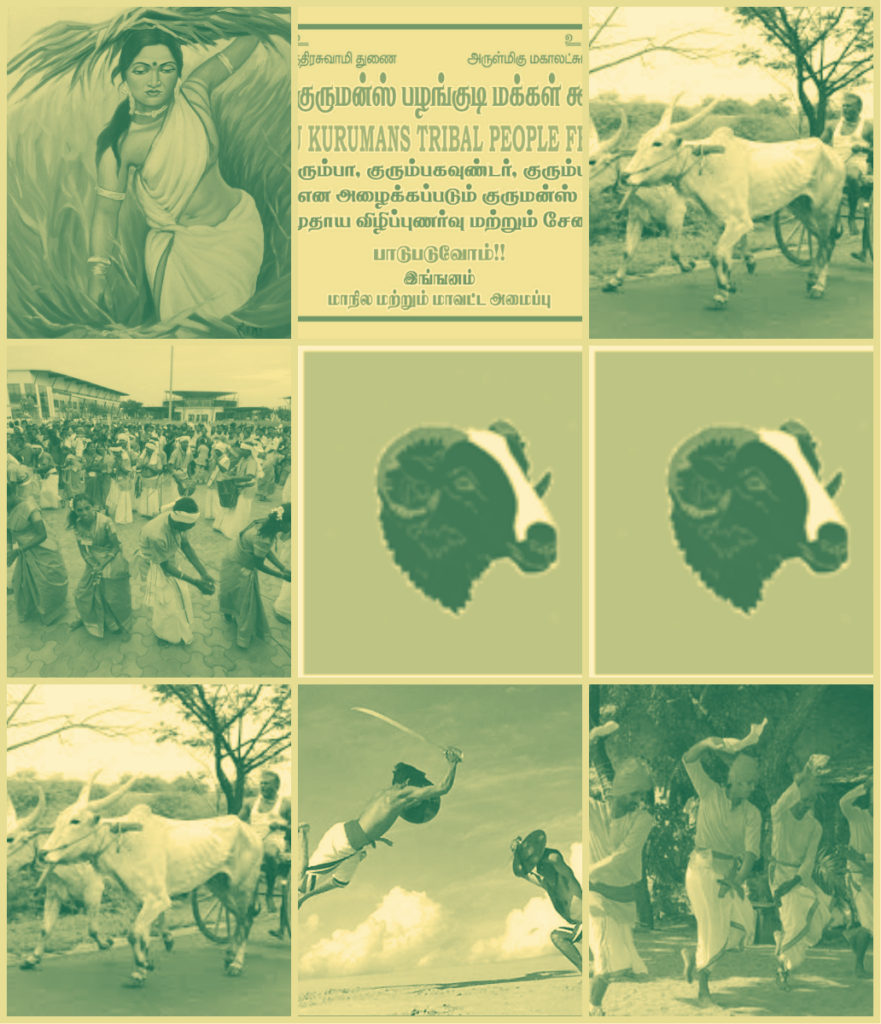 உ உ
திரசுவாமி துணை அருள்மிகு மகாலட்சு
குருமன்ஸ் பழங்குடி மக்கள் கூ
KURUMANS TRIBAL PEOPLE FE
ரும்பா, குரும்பகவுண்டர், குரும்ப
என அழைக்கப்படும் குருமன்ஸ்
முதாய விழிப்புணர்வு மற்றும் சேவை
பாடுபடுவோம்!!
இங்ஙனம்
மாநில மற்றும் மாவட்ட அமைப்பு